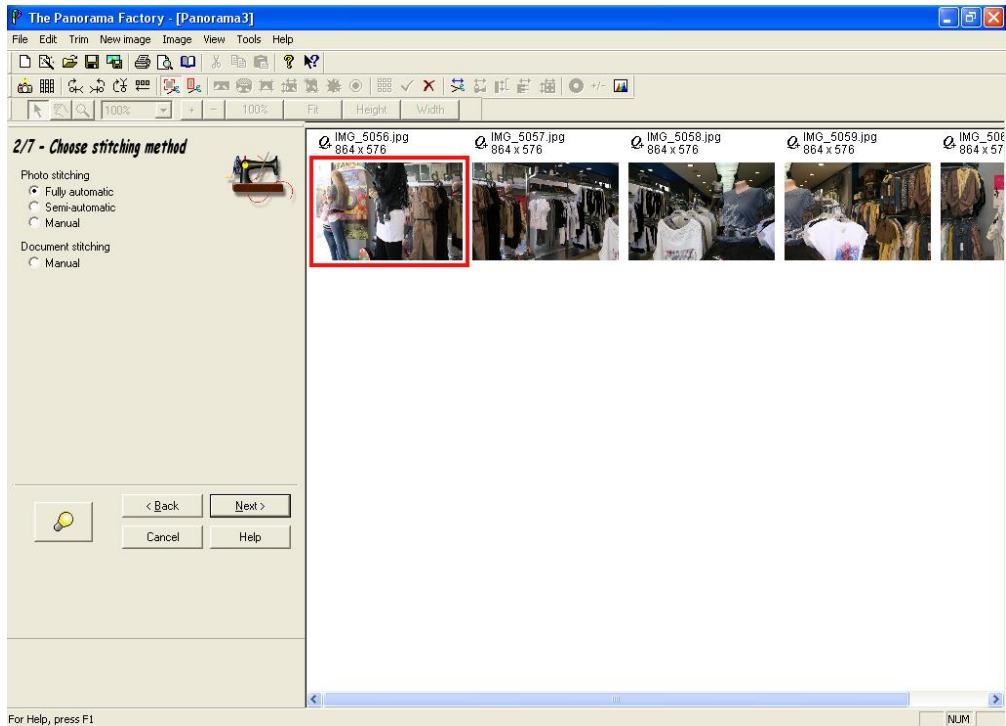 The Panorama Factory - [Panorama3]
File Edit Trim New image Image View Tools Help
100% + - 100% Fit Height Width
2/7 - Choose stitching method
Photo stitching
Fully automatic
Semi-automatic
Manual
Document stitching
Manual
< Back Next >
Cancel Help
IMG_5056.jpg
864 x 576
IMG_5057.jpg
864 x 576
IMG_5058.jpg
864 x 576
IMG_5059.jpg
864 x 576
IMG_506
864 x 57
For Help, press F1
NUM